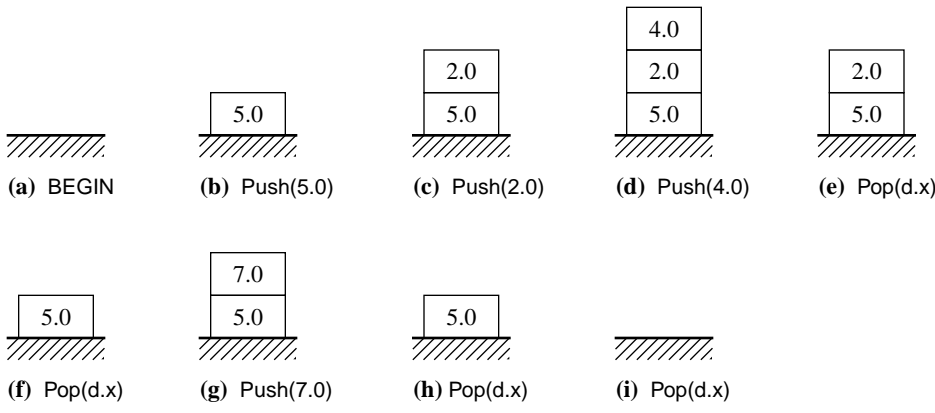 4.0
2.0 2.0 2.0
5.0 5.0 5.0 5.0
(a) BEGIN (b) Push(5.0) (c) Push(2.0) (d) Push(4.0) (e) Pop(d.x)
7.0
5.0 5.0 5.0
(f) Pop(d.x) (g) Push(7.0) (h) Pop(d.x) (i) Pop(d.x)